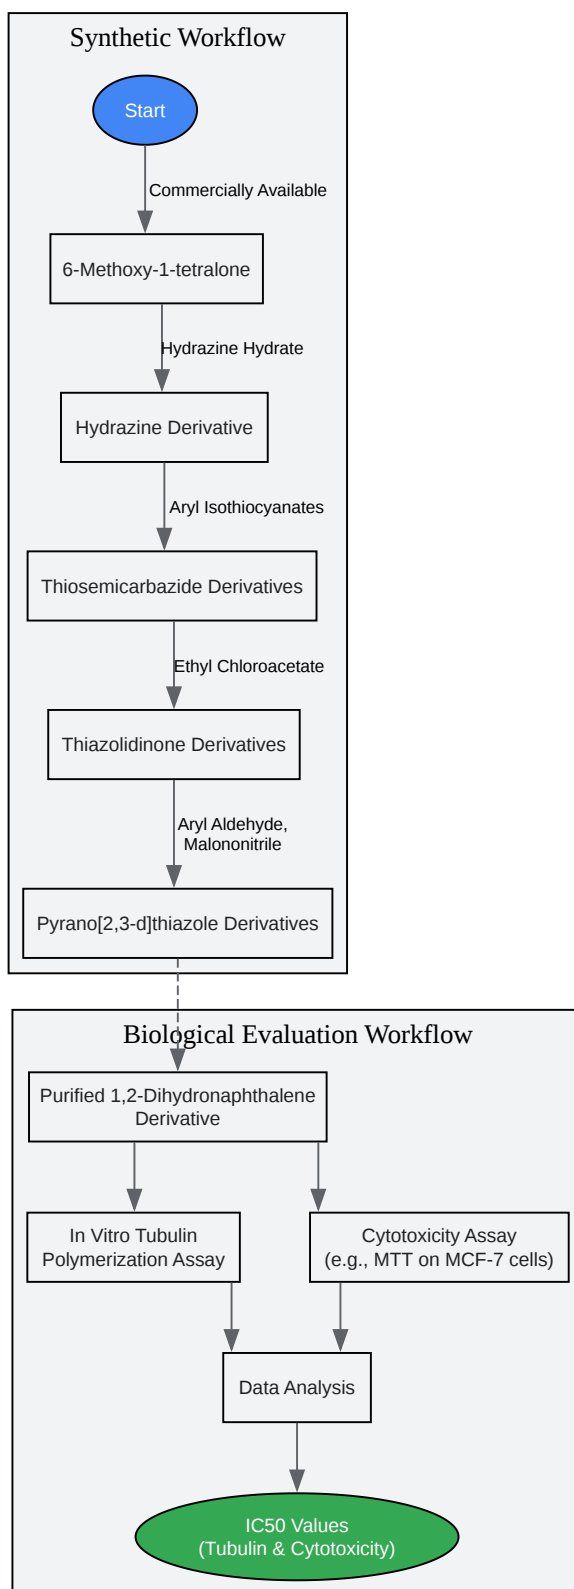 Synthetic Workflow
Start
Commercially Available
6-Methoxy-1-tetralone
Hydrazine Hydrate
Hydrazine Derivative
Aryl Isothiocyanates
Thiosemicarbazide Derivatives
Ethyl Chloroacetate
Thiazolidinone Derivatives
Aryl Aldehyde,
Malononitrile
Pyrano[2,3-d]thiazole Derivatives
Biological Evaluation Workflow
Purified 1,2-Dihydronaphthalene
Derivative
In Vitro Tubulin
Polymerization Assay
Cytotoxicity Assay
(e.g., MTT on MCF-7 cells)
Data Analysis
IC50 Values
(Tubulin & Cytotoxicity)